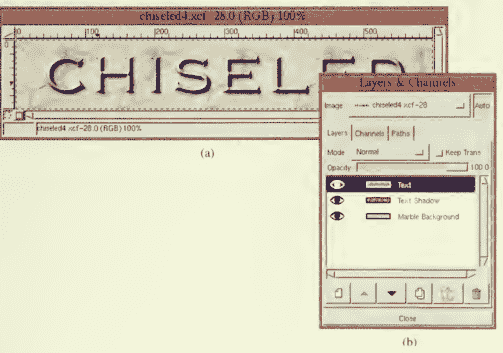 chiseled4.xcf-28.0 (RGB) 100%
0 100 200 300 400 500
0
CHISELED
chiseled4.xcf-28.0 (RGB) 100%
(a)
Layers & Channels
Image chiseled4.xcf-28 Auto
Layers Channels Paths
Mode Normal Keep Trans
Opacity 100.0
Text
Text Shadow
Marble Background
Close
(b)